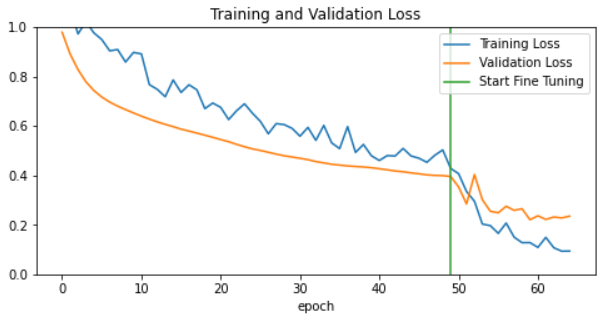 Training and Validation Loss
1.0
0.8
0.6
0.4
0.2
0.0
Training Loss
Validation Loss
Start Fine Tuning
0 10 20 30 40 50 60
epoch